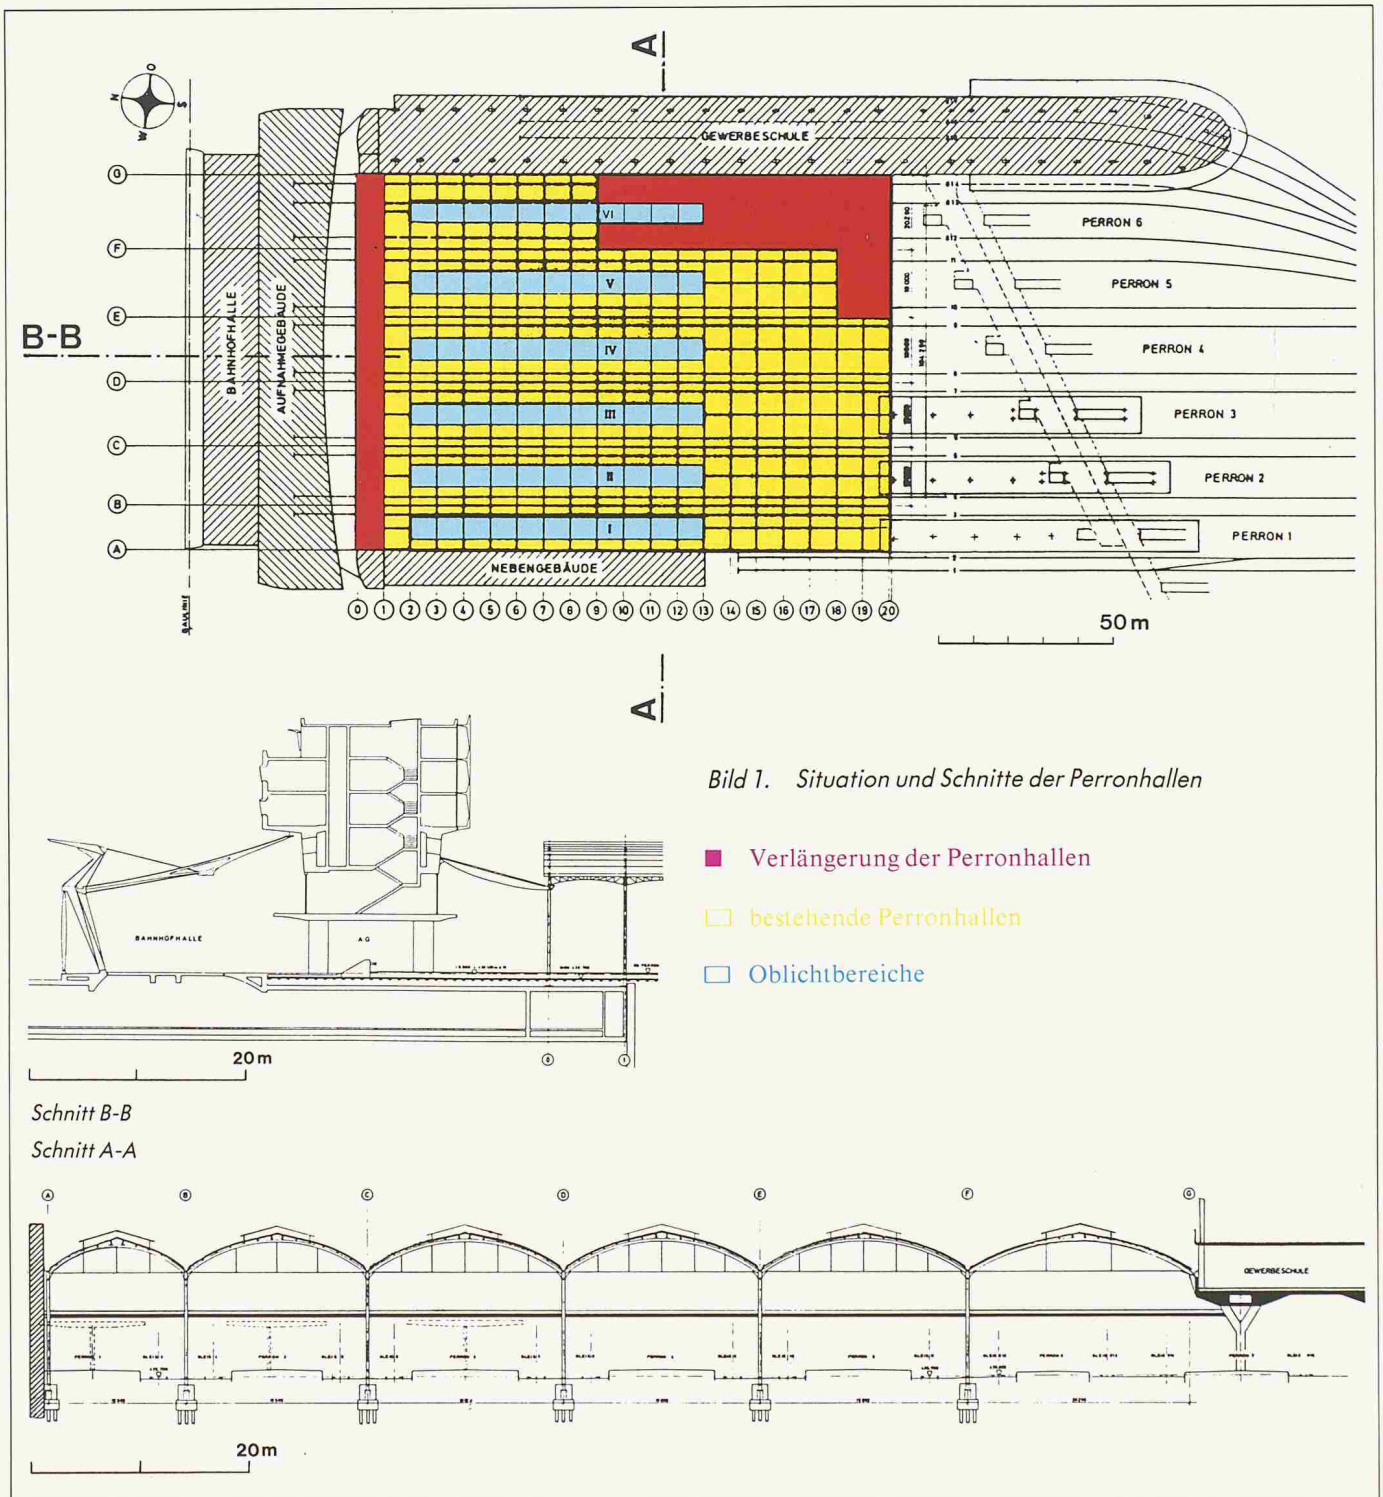 A
O
N
S
W
GEWERBESCHULE
G
F
E
D
C
B
A
B-B
BAHNHOFHALLE
AUFNAHMEGEBÄUDE
BAULINIE
VI
V
IV
III
II
I
PERRON 6
PERRON 5
PERRON 4
PERRON 3
PERRON 2
PERRON 1
NEBENGEBÄUDE
0 1 2 3 4 5 6 7 8 9 10 11 12 13 14 15 16 17 18 19 20
50 m
A
Bild 1. Situation und Schnitte der Perronhallen
Verlängerung der Perronhallen
bestehende Perronhallen
Oblichtbereiche
BAHNHOFHALLE
AG
0 1
20 m
Schnitt B-B
Schnitt A-A
A B C D E F G
GEWERBESCHULE
20 m